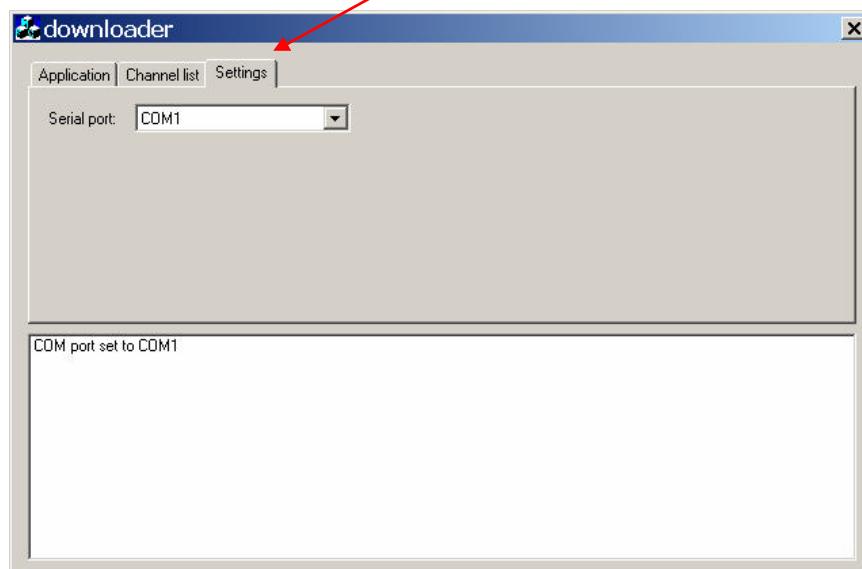 downloader
Application Channel list Settings
Serial port: COM1
COM port set to COM1